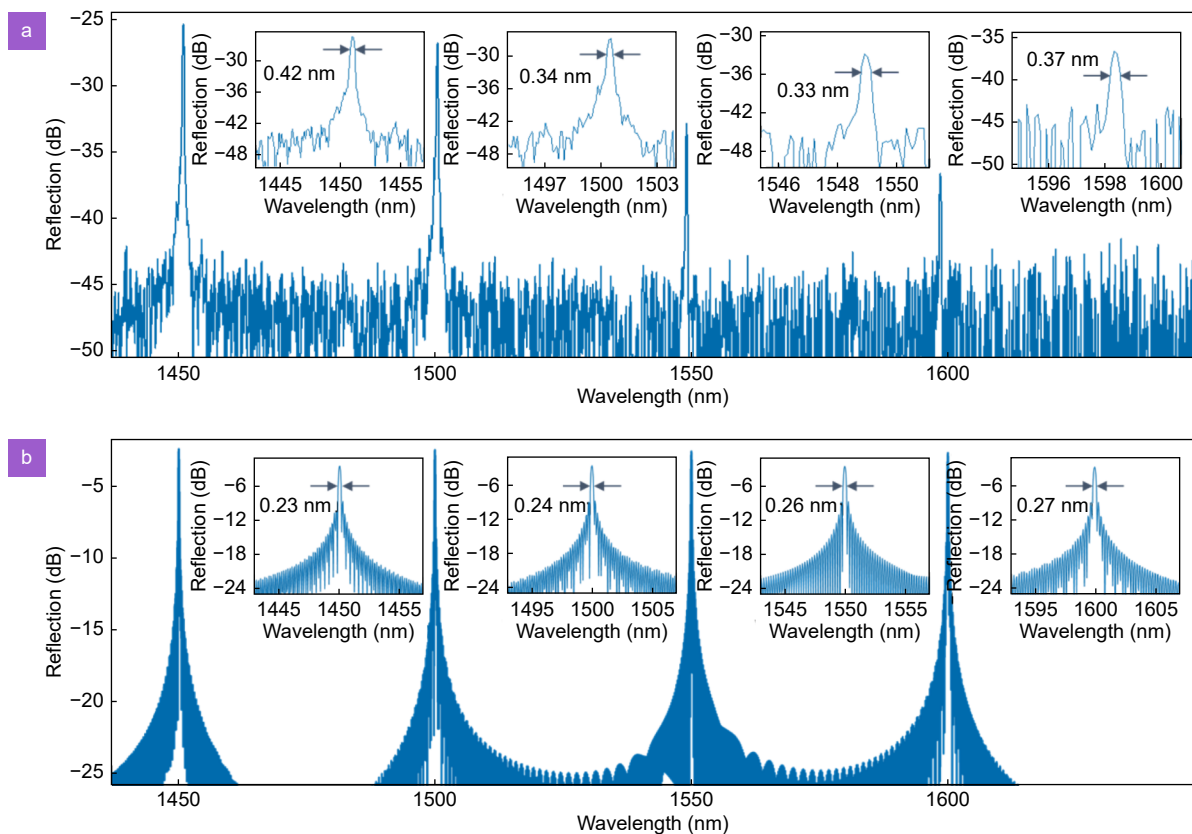 a
Reflection (dB)
−25
−30
−35
−40
−45
−50
1450
1500
1550
1600
Wavelength (nm)
Reflection (dB)
−30
−36
−42
−48
0.42 nm
1445
1450
1455
Wavelength (nm)
Reflection (dB)
−30
−36
−42
−48
0.34 nm
1497
1500
1503
Wavelength (nm)
Reflection (dB)
−30
−36
−42
−48
0.33 nm
1546
1548
1550
Wavelength (nm)
Reflection (dB)
−35
−40
−45
−50
0.37 nm
1596
1598
1600
Wavelength (nm)
b
Reflection (dB)
−5
−10
−15
−20
−25
1450
1500
1550
1600
Wavelength (nm)
Reflection (dB)
−6
−12
−18
−24
0.23 nm
1445
1450
1455
Wavelength (nm)
Reflection (dB)
−6
−12
−18
−24
0.24 nm
1495
1500
1505
Wavelength (nm)
Reflection (dB)
−6
−12
−18
−24
0.26 nm
1545
1550
1555
Wavelength (nm)
Reflection (dB)
−6
−12
−18
−24
0.27 nm
1595
1600
1605
Wavelength (nm)